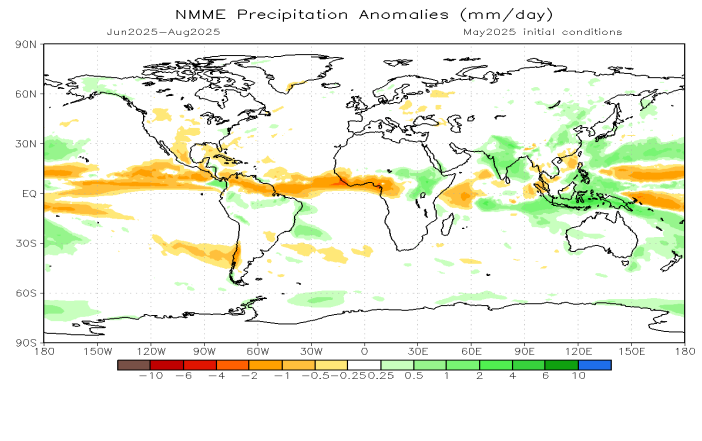 NMME Precipitation Anomalies (mm/day)
Jun2025−Aug2025 May2025 initial conditions
90N
60N
30N
EQ
30S
60S
90S
180 150W 120W 90W 60W 30W 0 30E 60E 90E 120E 150E 180
−10 −6 −4 −2 −1 −0.5 −0.25 0.25 0.5 1 2 4 6 10